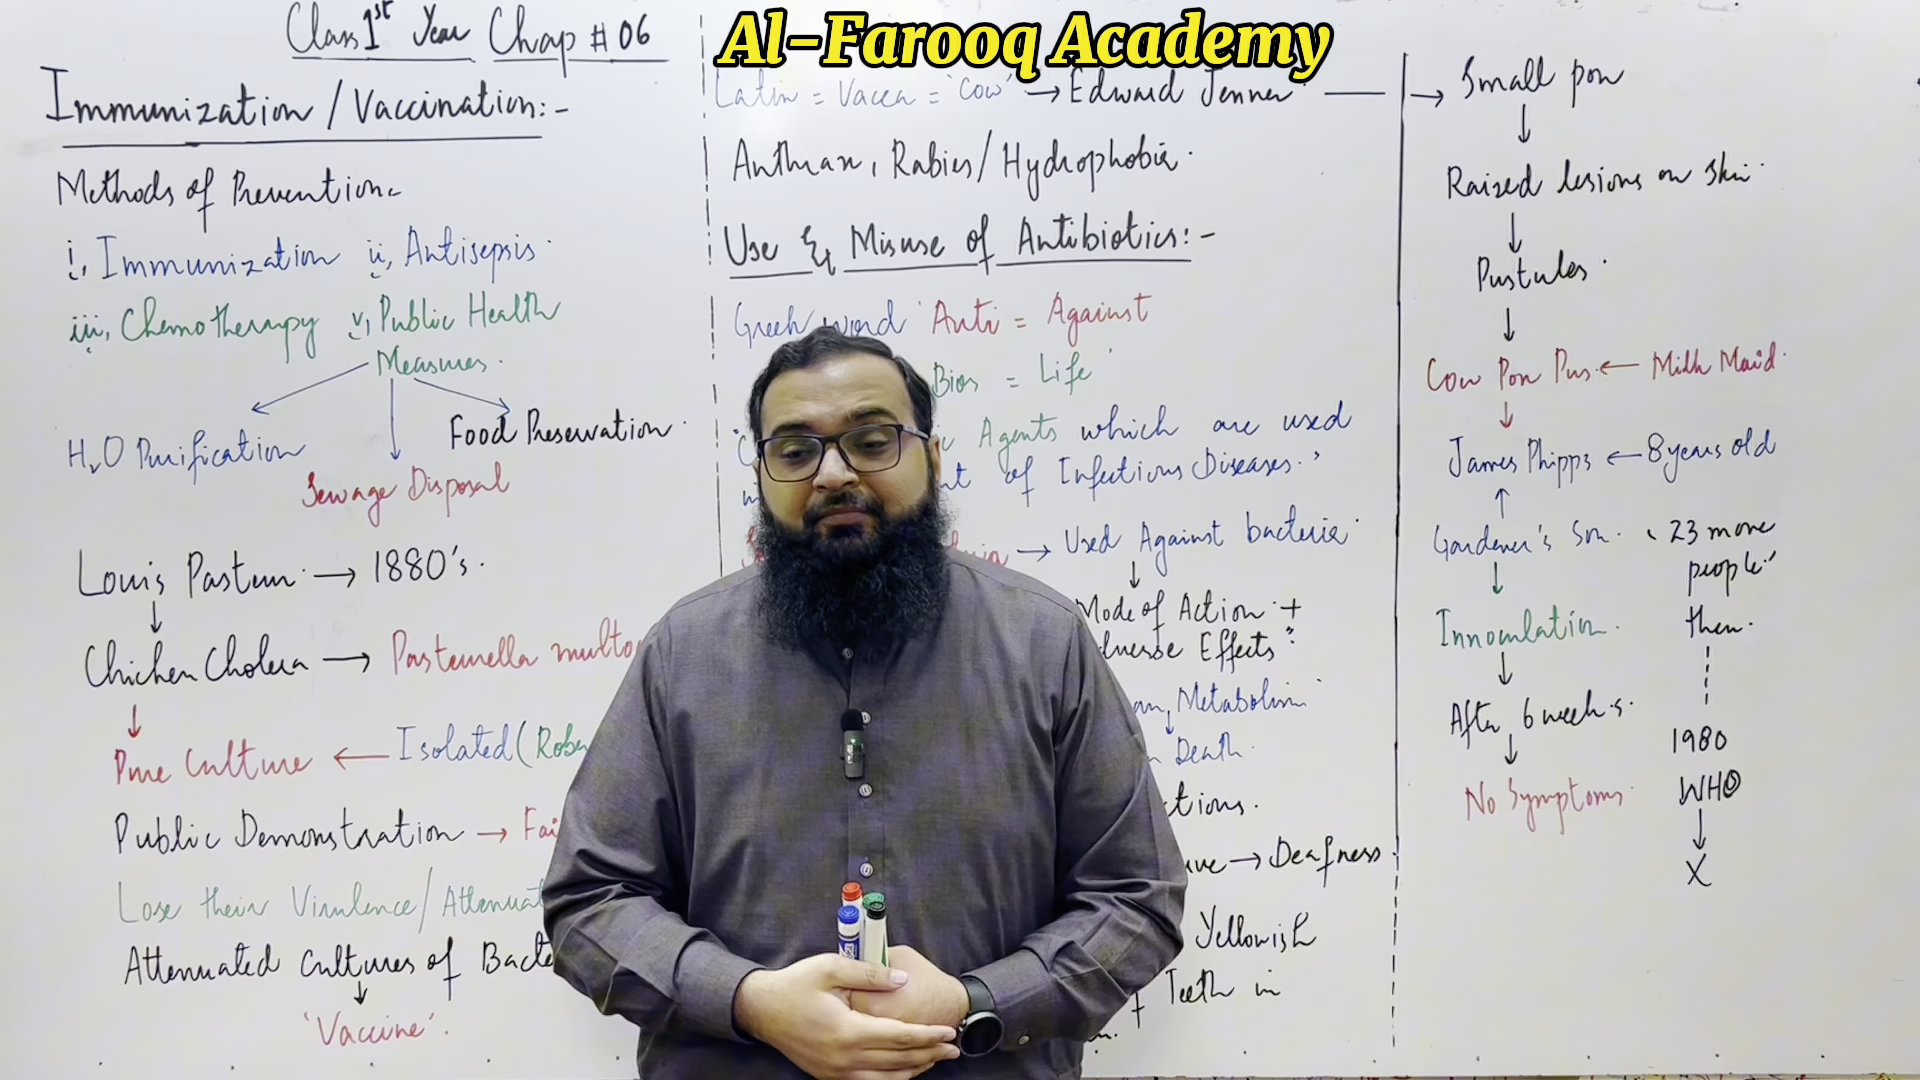 Al-Farooq Academy
Class 1st Year Chap # 06
Immunization / Vaccination:-
Methods of Prevention
i, Immunization ii, Antisepsis
iii, Chemotherapy v, Public Health
Measures.
H2O Purification
Sewage Disposal
Food Preservation
Louis Pasteur → 1880's.
↓
Chicken Cholera → Pasteurella
↓
Pure Culture ← Isolated (
Public Demonstration →
Lose their Virulence/
Attenuated Cultures of
↓
'Vaccine'.
Latin = Vacca = 'Cow' → Edward Jenner
Anthrax, Rabies/Hydrophobia.
Use & Misuse of Antibiotics:-
Greek word 'Anti = Against
Bios = Life'
Agents which are used
of Infectious Diseases."
→ Used Against bacteria.
↓
Mode of Action. +
Effects"
Metabolism
Death.
→ Deafness
Yellowish
Teeth in
→ Small pox
↓
Raized lesions on skin.
↓
Pustules.
↓
Cow Pox Pus. ← Milk Maid.
↓
James Phipps ← 8 years old
↑
Gardener's Son.
↓
Innoculation.
↓
After 6 weeks.
↓
No Symptoms.
23 more
people"
then.
1980
WHO
↓
X